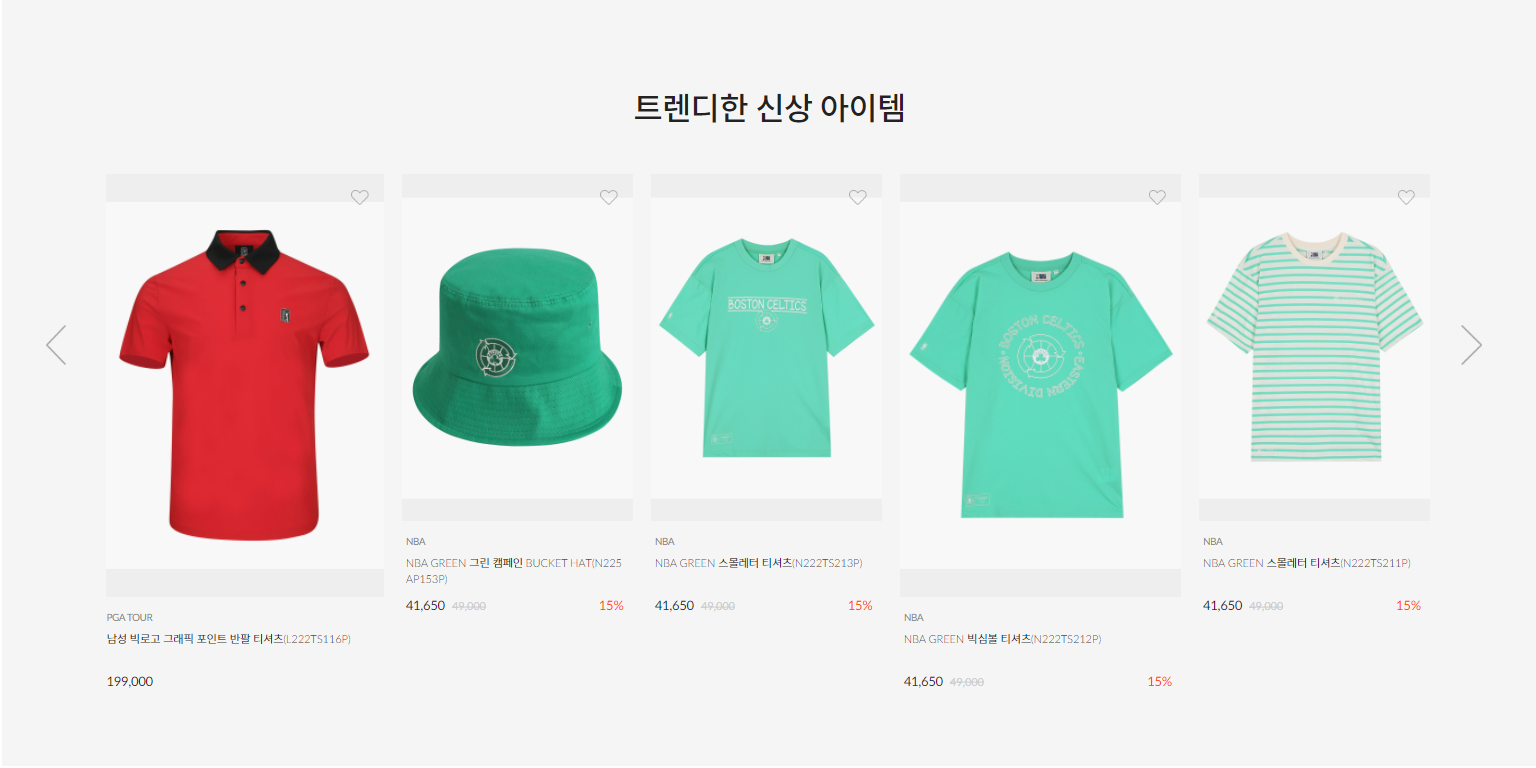 트렌디한 신상 아이템
BOSTON CELTICS
BOSTON CELTICS • EASTERN DIVISION •
NBA
NBA GREEN 그린 캠페인 BUCKET HAT(N225
AP153P)
41,650 49,000 15%
NBA
NBA GREEN 스몰레터 티셔츠(N222TS213P)
41,650 49,000 15%
NBA
NBA GREEN 스몰레터 티셔츠(N222TS211P)
41,650 49,000 15%
PGA TOUR
남성 빅로고 그래픽 포인트 반팔 티셔츠(L222TS116P)
199,000
NBA
NBA GREEN 빅심볼 티셔츠(N222TS212P)
41,650 49,000 15%